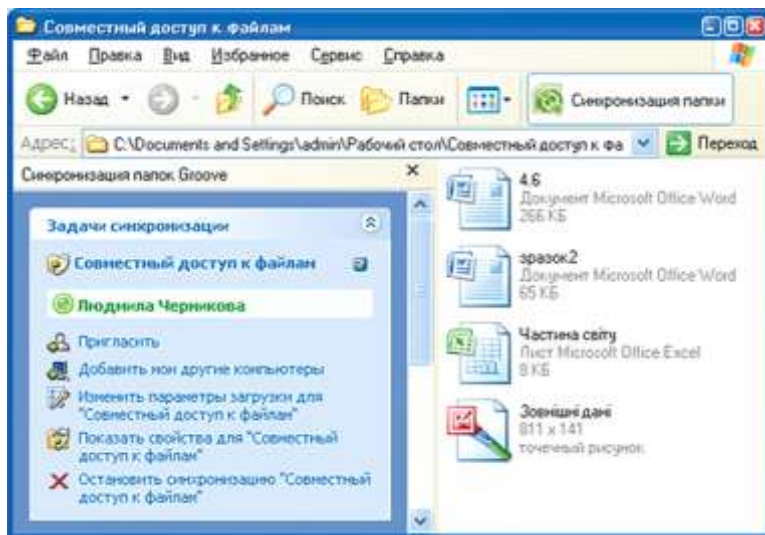 Совместный доступ к файлам
Файл Правка Вид Избранное Сервис Справка
Назад Поиск Папки Синхронизация папки
Адрес: C:\Documents and Settings\admin\Рабочий стол\Совместный доступ к фа Переход
Синхронизация папок Groove
Задачи синхронизации
Совместный доступ к файлам
Людмила Черникова
Пригласить
Добавить мои другие компьютеры
Изменить параметры загрузки для
"Совместный доступ к файлам"
Показать свойства для "Совместный
доступ к файлам"
Остановить синхронизацию "Совместный
доступ к файлам"
4.6
Документ Microsoft Office Word
266 КБ
зразок2
Документ Microsoft Office Word
65 КБ
Частина світу
Лист Microsoft Office Excel
8 КБ
Зовнішні дані
811 x 141
точечный рисунок